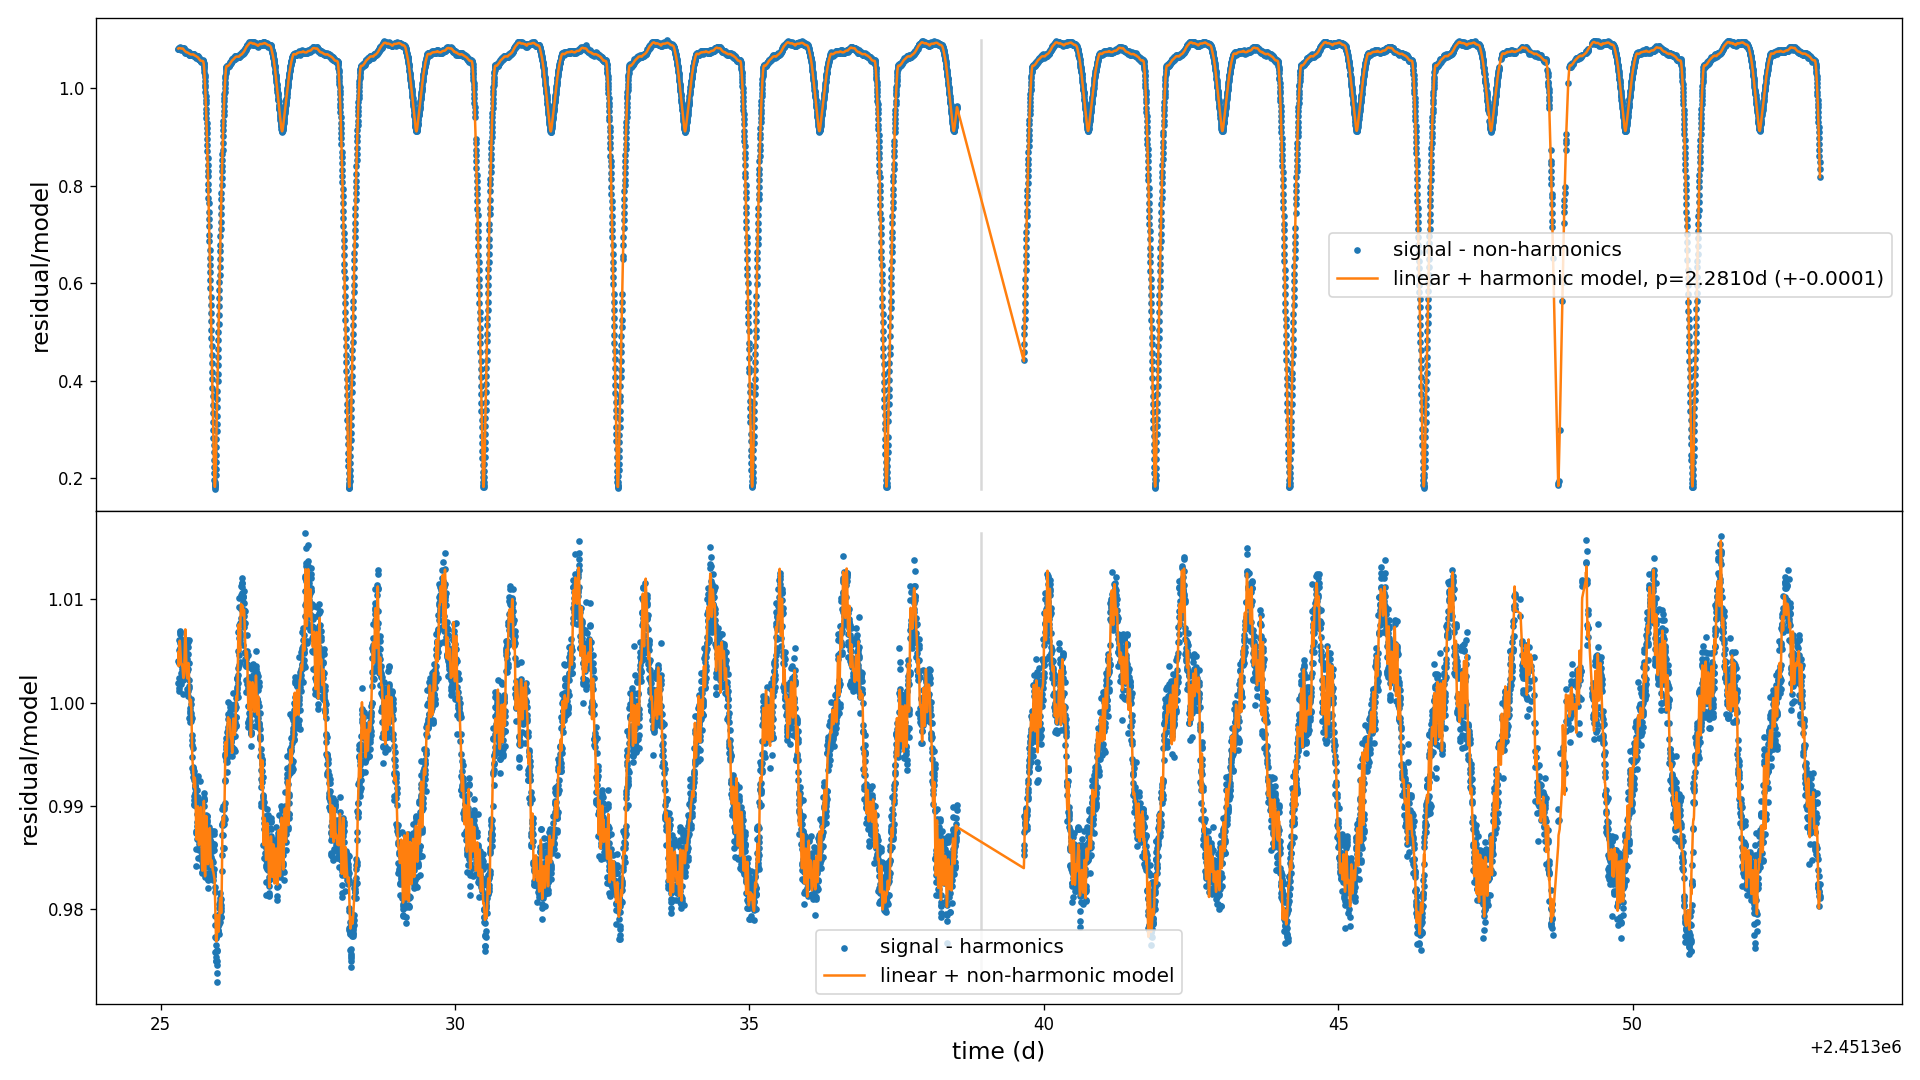 residual/model
1.0
0.8
0.6
0.4
0.2
signal - non-harmonics
linear + harmonic model, p=2.2810d (+-0.0001)
residual/model
1.01
1.00
0.99
0.98
signal - harmonics
linear + non-harmonic model
25 30 35 40 45 50
time (d)
+2.4513e6